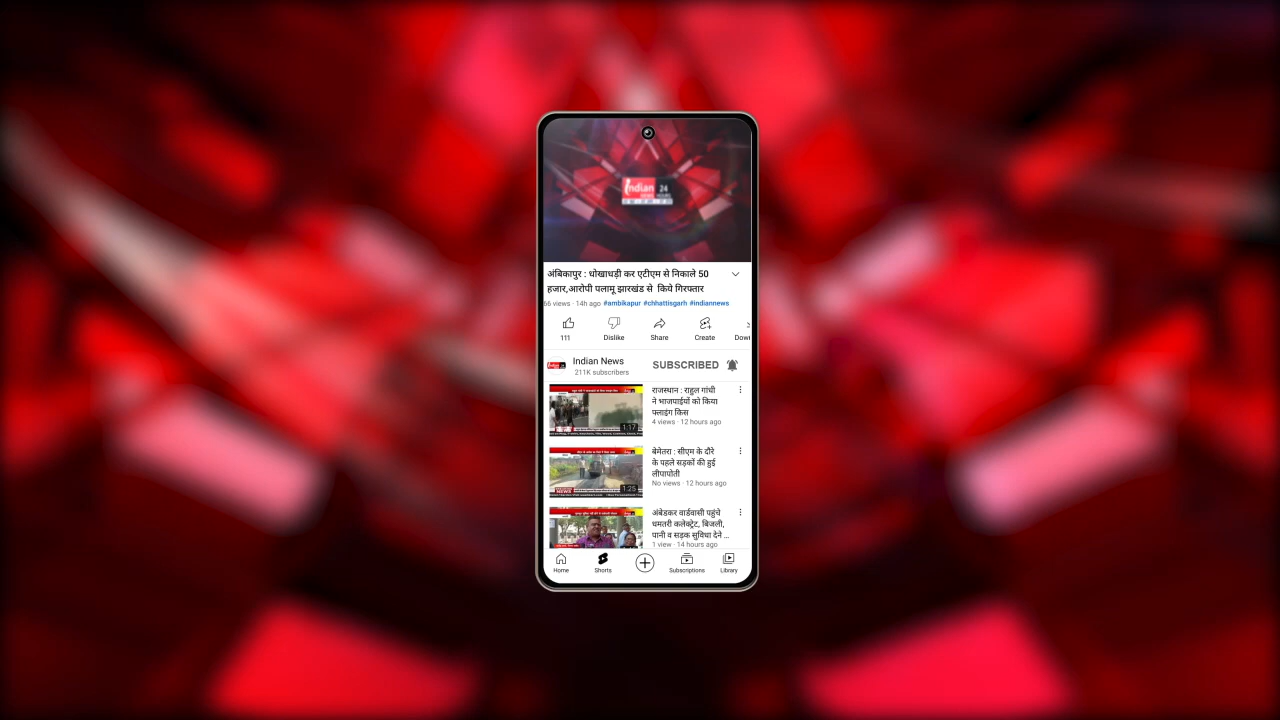 Indian 24
NEWS HOURS
अंबिकापुर : धोखाधड़ी कर एटीएम से निकाले 50
हजार,आरोपी पलामू झारखंड से किये गिरफ्तार
66 views · 14h ago #ambikapur #chhattisgarh #indiannews
111 Dislike Share Create
Indian News
211K subscribers
SUBSCRIBED
राजस्थान : राहुल गांधी
ने भाजपाईयों को किया
फ्लाइंग किस
4 views · 12 hours ago
1:17
बेमेतरा : सीएम के दौरे
के पहले सड़कों की हुई
लीपापोती
No views · 12 hours ago
1:25
NEWS
अंबेडकर वार्डवासी पहुंचे
धमतरी कलेक्ट्रेट, बिजली,
पानी व सड़क सुविधा देने ...
1 view · 14 hours ago
Home Shorts Subscriptions Library